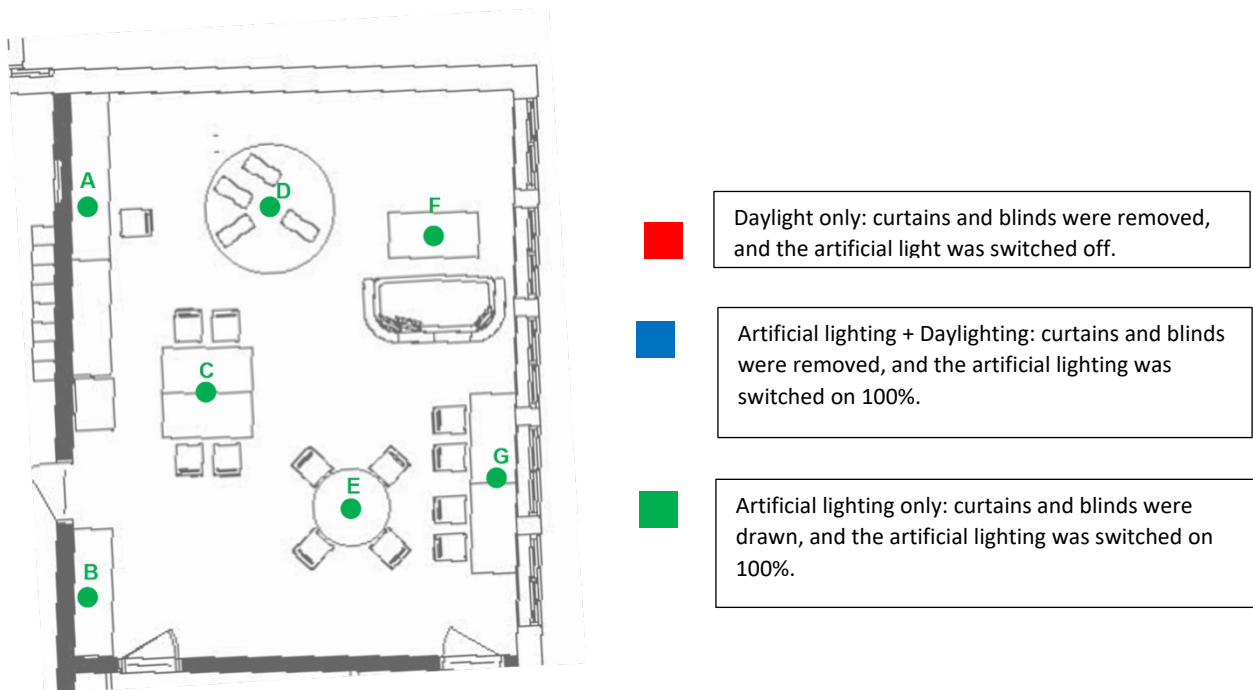 A
D
F
C
G
E
B
Daylight only: curtains and blinds were removed,
and the artificial light was switched off.
Artificial lighting + Daylighting: curtains and blinds
were removed, and the artificial lighting was
switched on 100%.
Artificial lighting only: curtains and blinds were
drawn, and the artificial lighting was switched on
100%.